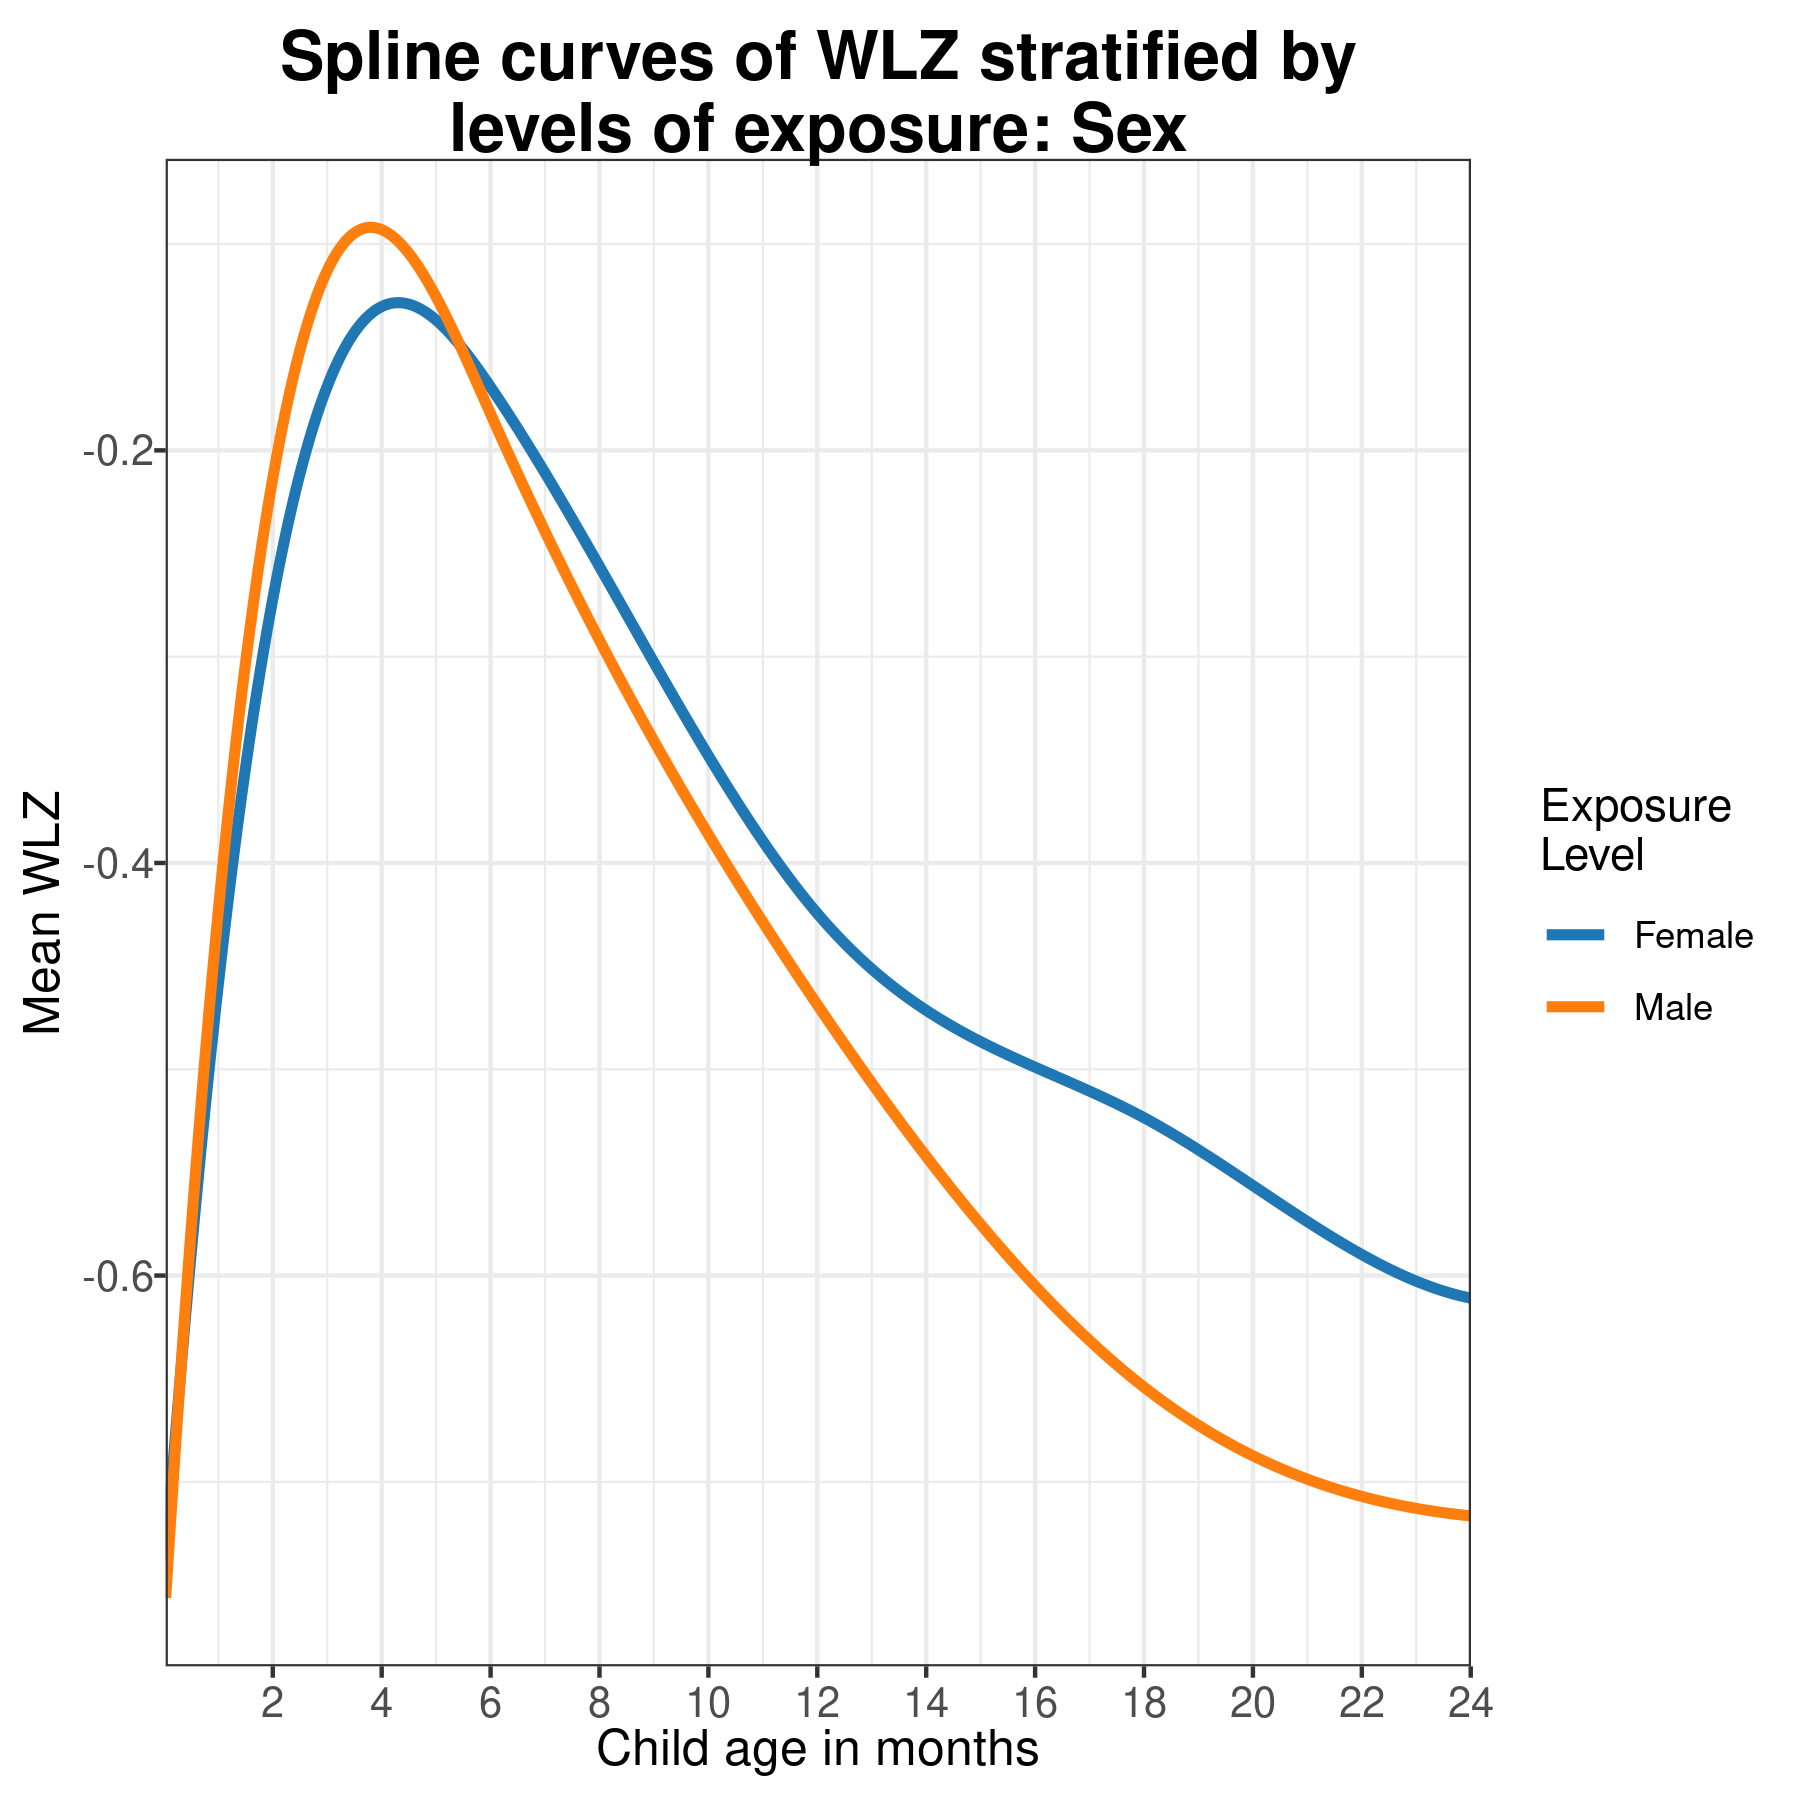 Spline curves of WLZ stratified by
levels of exposure: Sex
Mean WLZ
-0.2
-0.4
-0.6
2 4 6 8 10 12 14 16 18 20 22 24
Child age in months
Exposure
Level
Female
Male